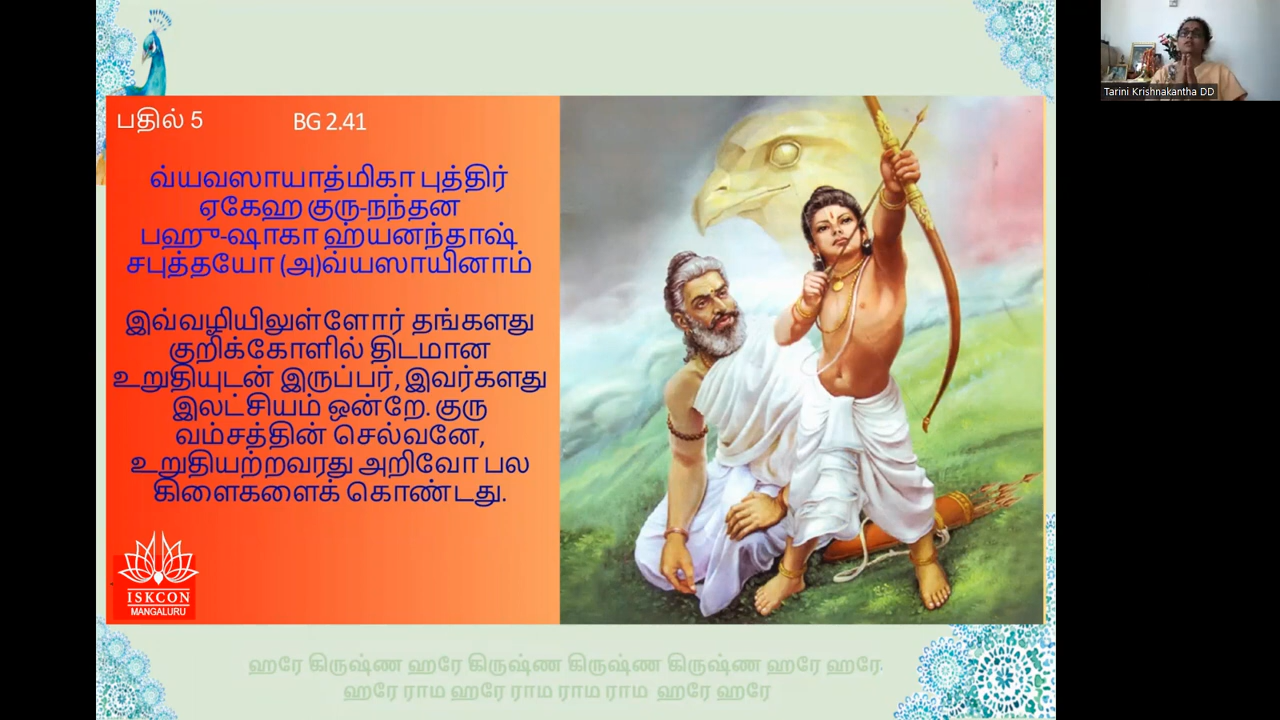 பதில் 5
BG 2.41
வ்யவஸாயாத்மிகா புத்திர்
ஏகேஹ குரு-நந்தன
பஹு-ஷாகா ஹ்யனந்தாஷ்
சபுத்தயோ (அ)வ்யஸாயினாம்
இவ்வழியிலுள்ளோர் தங்களது
குறிக்கோளில் திடமான
உறுதியுடன் இருப்பர், இவர்களது
இலட்சியம் ஒன்றே. குரு
வம்சத்தின் செல்வனே,
உறுதியற்றவரது அறிவோ பல
கிளைகளைக் கொண்டது.
ISKCON
MANGALURU
ஹரே கிருஷ்ண ஹரே கிருஷ்ண கிருஷ்ண கிருஷ்ண ஹரே ஹரே
ஹரே ராம ஹரே ராம ராம ராம ஹரே ஹரே
Tarini Krishnakantha DD